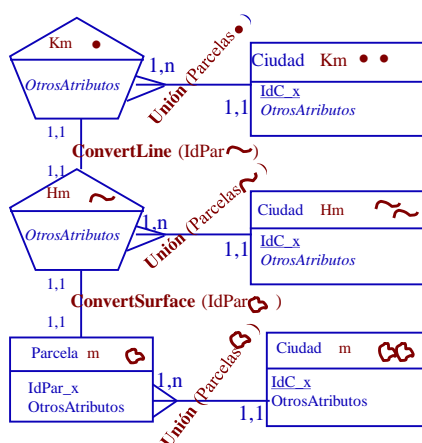 Km
OtrosAtributos
1,n
Unión (Parcelas )
1,1
Ciudad Km
IdC_x
OtrosAtributos
1,1
ConvertLine (IdPar )
1,1
Hm
OtrosAtributos
1,n
Unión (Parcelas )
1,1
Ciudad Hm
IdC_x
OtrosAtributos
1,1
ConvertSurface (IdPar )
1,1
Parcela m
IdPar_x
OtrosAtributos
1,n
Unión (Parcelas )
1,1
Ciudad m
IdC_x
OtrosAtributos